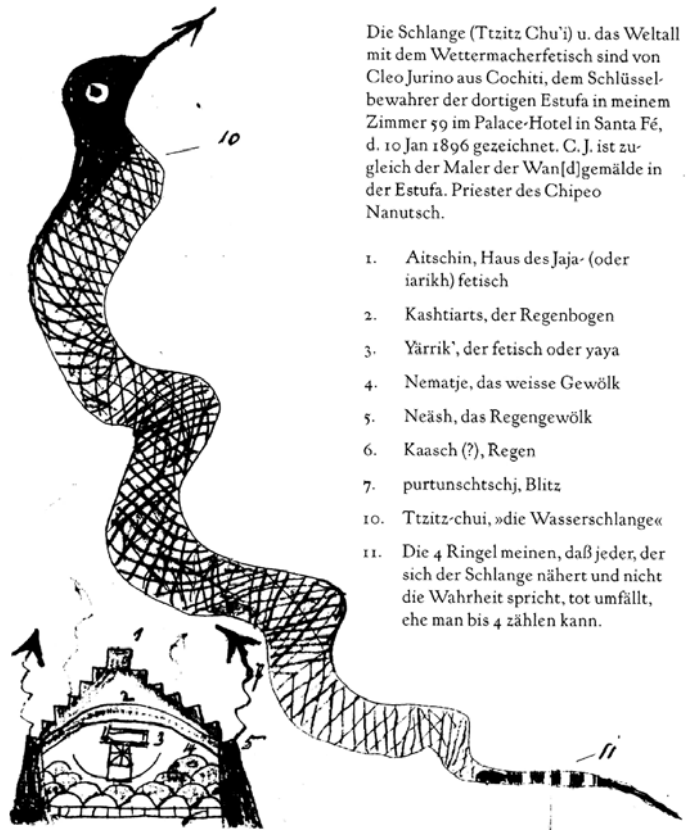 Die Schlange (Ttzitz Chu'i) u. das Weltall
mit dem Wettermacherfetisch sind von
Cleo Jurino aus Cochiti, dem Schlüssel-
bewahrer der dortigen Estufa in meinem
Zimmer 59 im Palace-Hotel in Santa Fé,
d. 10 Jan 1896 gezeichnet. C. J. ist zu-
gleich der Maler der Wan[d]gemälde in
der Estufa. Priester des Chipeo
Nanutsch.
1. Aitschin, Haus des Jaja- (oder
iarikh) fetisch
2. Kashtiarts, der Regenbogen
3. Yärrik', der fetisch oder yaya
4. Nematje, das weisse Gewölk
5. Neäsh, das Regengewölk
6. Kaasch (?), Regen
7. purtunschtschj, Blitz
10. Ttzitz-chui, »die Wasserschlange«
11. Die 4 Ringel meinen, daß jeder, der
sich der Schlange nähert und nicht
die Wahrheit spricht, tot umfällt,
ehe man bis 4 zählen kann.
10
1
2
7
3
4
5
11